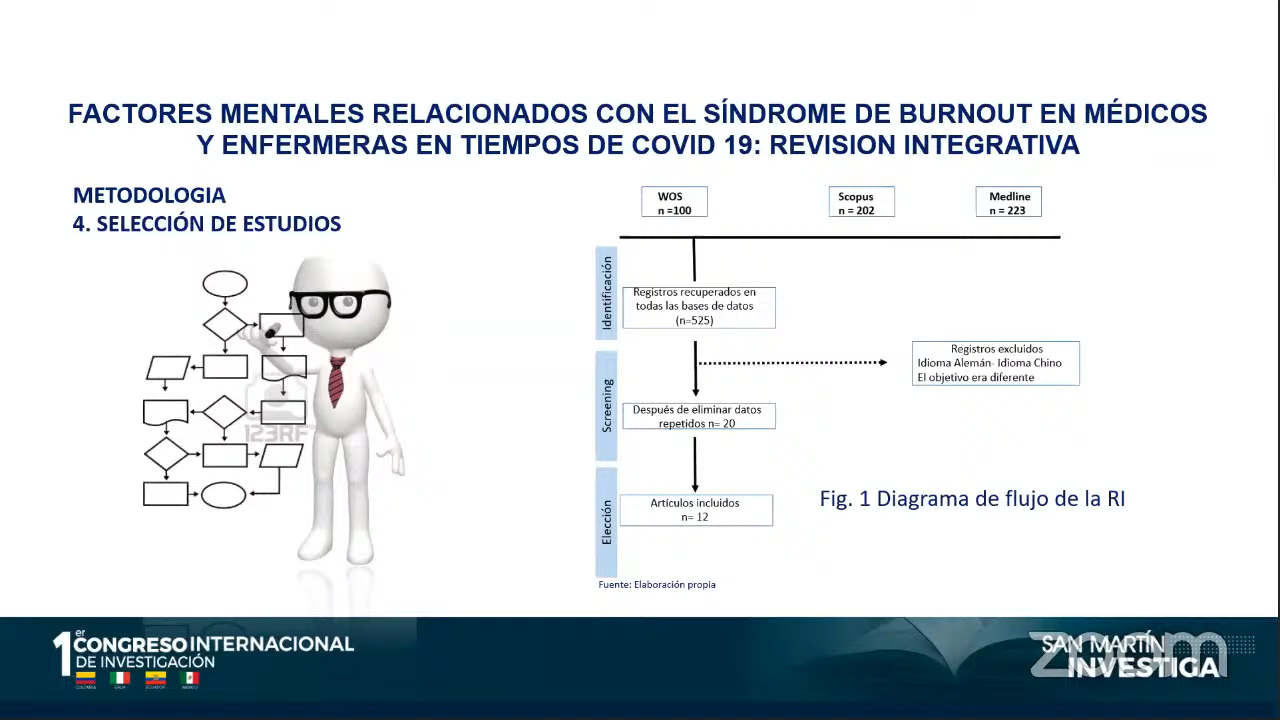 FACTORES MENTALES RELACIONADOS CON EL SÍNDROME DE BURNOUT EN MÉDICOS
Y ENFERMERAS EN TIEMPOS DE COVID 19: REVISION INTEGRATIVA
METODOLOGIA
4. SELECCIÓN DE ESTUDIOS
WOS
n =100
Scopus
n = 202
Medline
n = 223
Identificación
Registros recuperados en
todas las bases de datos
(n=525)
Registros excluidos
Idioma Alemán- Idioma Chino
El objetivo era diferente
Screening
Después de eliminar datos
repetidos n= 20
Elección
Artículos incluidos
n= 12
Fig. 1 Diagrama de flujo de la RI
Fuente: Elaboración propia
123RF
1er CONGRESO INTERNACIONAL
DE INVESTIGACIÓN
COLOMBIA ITALIA ECUADOR MEXICO
SAN MARTÍN
INVESTIGA
zoom